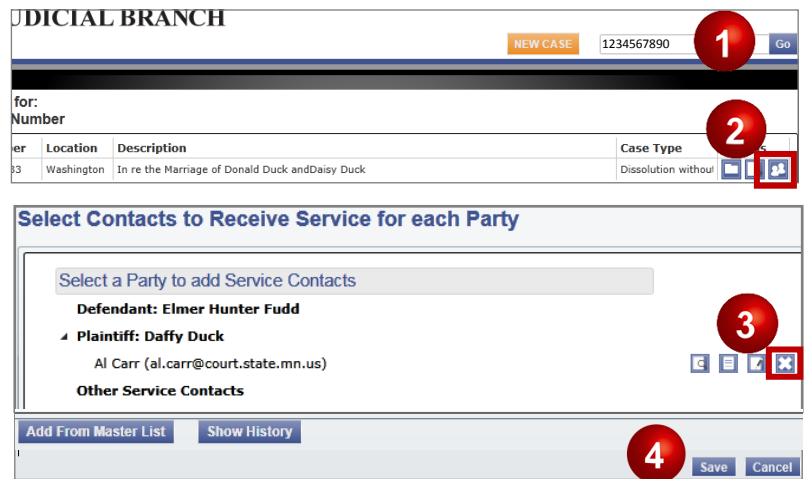 UDICIAL BRANCH
NEW CASE 1234567890 1 Go
for:
Number
2
er Location Description Case Type s
33 Washington In re the Marriage of Donald Duck andDaisy Duck Dissolution withou
Select Contacts to Receive Service for each Party
Select a Party to add Service Contacts
Defendant: Elmer Hunter Fudd
Plaintiff: Daffy Duck
3
Al Carr (al.carr@court.state.mn.us)
Other Service Contacts
Add From Master List Show History
4
Save Cancel